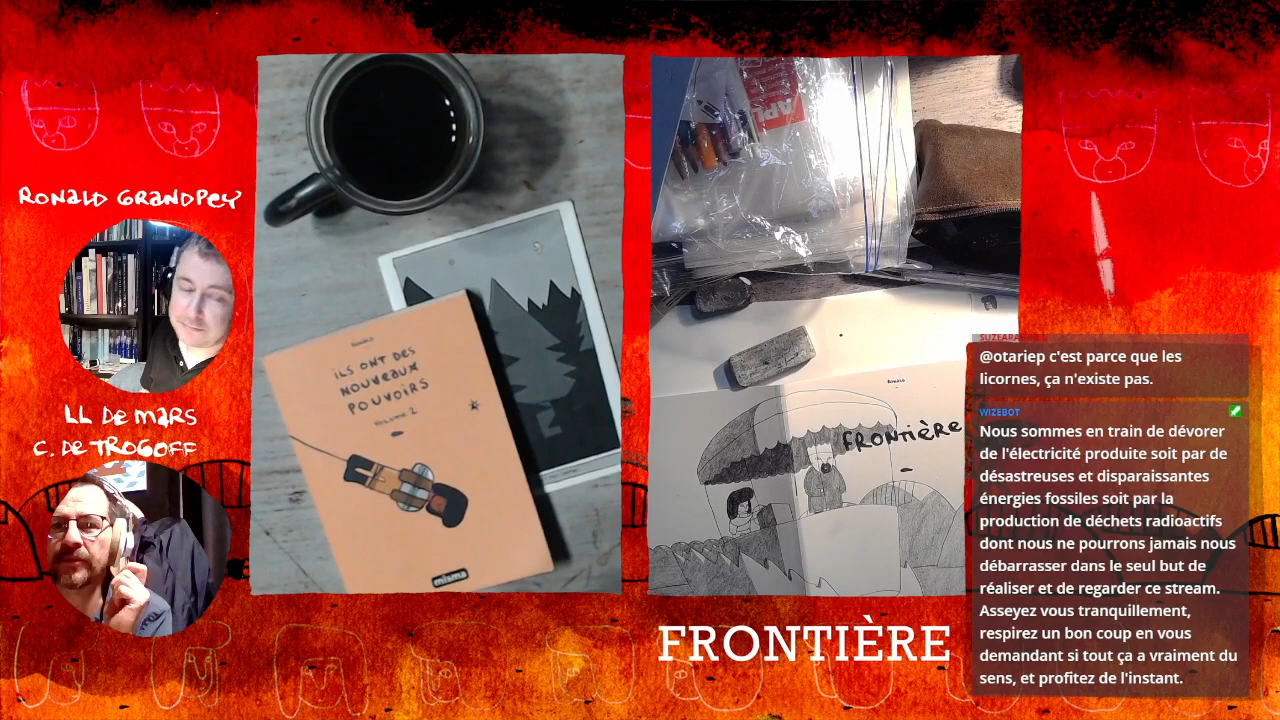 RONALD GRANDPEY
LL DE MARS
C. DE TROGOFF
ILS ONT DES
NOUVEAUX
POUVOIRS
VOLUME 2
misma
APLI
FRONTIÈRE
FRONTIÈRE
@otariep c'est parce que les
licornes, ça n'existe pas.
WIZEBOT
Nous sommes en train de dévorer
de l'électricité produite soit par de
désastreuses et disparaissantes
énergies fossiles soit par la
production de déchets radioactifs
dont nous ne pourrons jamais nous
débarrasser dans le seul but de
réaliser et de regarder ce stream.
Asseyez vous tranquillement,
respirez un bon coup en vous
demandant si tout ça a vraiment du
sens, et profitez de l'instant.